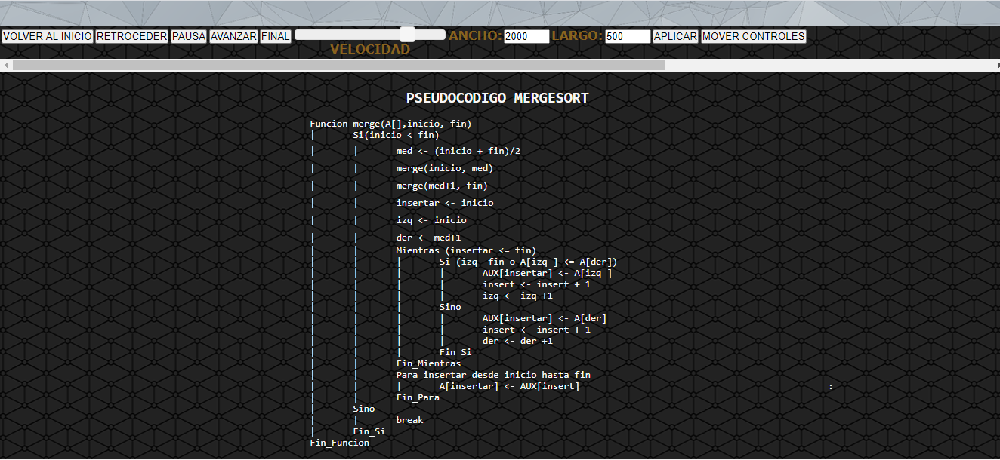 VOLVER AL INICIO RETROCEDER PAUSA AVANZAR FINAL ANCHO: 2000 LARGO: 500 APLICAR MOVER CONTROLES
VELOCIDAD
PSEUDOCODIGO MERGESORT
Funcion merge(A[],inicio, fin)
| Si(inicio < fin)
| | med <- (inicio + fin)/2
| | merge(inicio, med)
| | merge(med+1, fin)
| | insertar <- inicio
| | izq <- inicio
| | der <- med+1
| | Mientras (insertar <= fin)
| | | Si (izq  fin o A[izq ] <= A[der])
| | | | AUX[insertar] <- A[izq ]
| | | | insert <- insert + 1
| | | | izq <- izq +1
| | | Sino
| | | | AUX[insertar] <- A[der]
| | | | insert <- insert + 1
| | | | der <- der +1
| | | Fin_Si
| | Fin_Mientras
| | Para insertar desde inicio hasta fin
| | | A[insertar] <- AUX[insert] :
| | Fin_Para
| Sino
| | break
| Fin_Si
Fin_Funcion